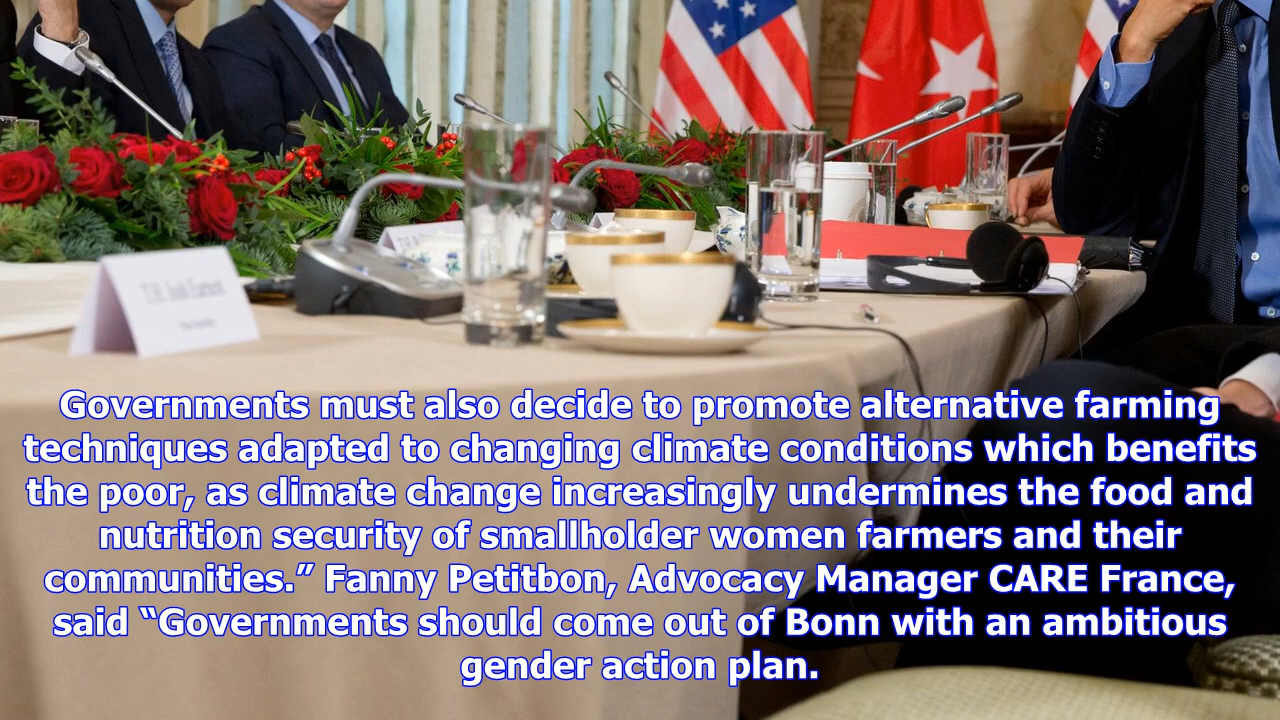 T.H. Josh Earnest
Governments must also decide to promote alternative farming
techniques adapted to changing climate conditions which benefits
the poor, as climate change increasingly undermines the food and
nutrition security of smallholder women farmers and their
communities.” Fanny Petitbon, Advocacy Manager CARE France,
said “Governments should come out of Bonn with an ambitious
gender action plan.